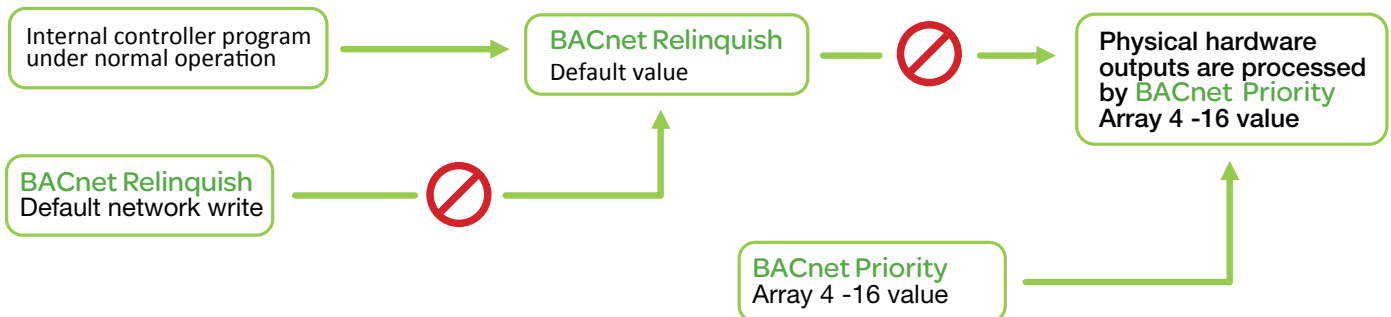 Internal controller program
under normal operation
BACnet Relinquish
Default value
Physical hardware
outputs are processed
by BACnet Priority
Array 4 -16 value
BACnet Relinquish
Default network write
BACnet Priority
Array 4 -16 value